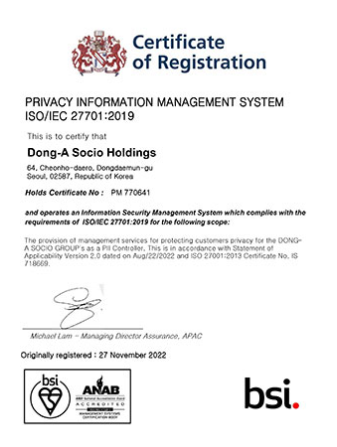 Certificate
of Registration
PRIVACY INFORMATION MANAGEMENT SYSTEM
ISO/IEC 27701:2019
This is to certify that
Dong-A Socio Holdings
64, Cheonho-daero, Dongdaemun-gu
Seoul, 02587, Republic of Korea
Holds Certificate No : PM 770641
and operates an Information Security Management System which complies with the
requirements of ISO/IEC 27701:2019 for the following scope:
The provision of management services for protecting customers privacy for the DONG-
A SOCIO GROUP's as a PII Controller. This is in accordance with Statement of
Applicability Version 2.0 dated on Aug/22/2022 and ISO 27001:2013 Certificate No. IS
718669.
Michael Lam - Managing Director Assurance, APAC
Originally registered : 27 November 2022
bsi
ANAB
ACCREDITED
bsi.